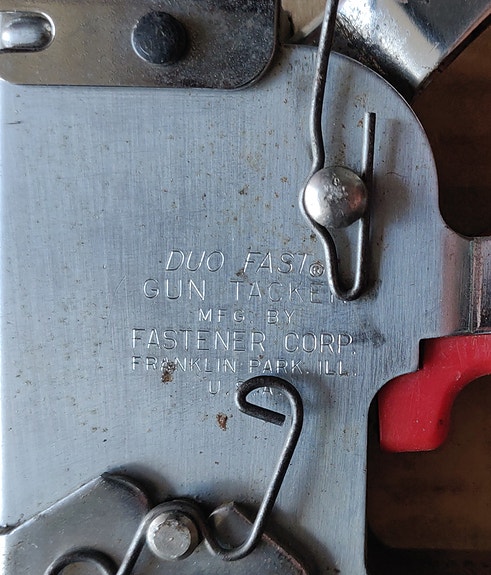 DUO FAST®
GUN TACKER
MFG. BY
FASTENER CORP.
FRANKLIN PARK, ILL.
U.S.A.